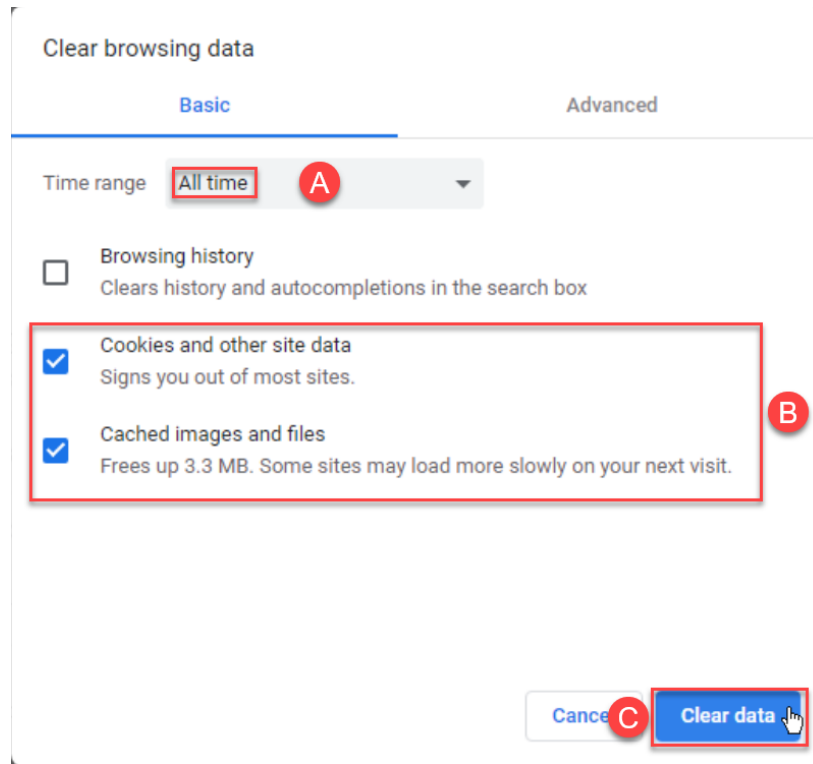 Clear browsing data
Basic Advanced
Time range All time A
Browsing history
Clears history and autocompletions in the search box
Cookies and other site data
Signs you out of most sites.
B
Cached images and files
Frees up 3.3 MB. Some sites may load more slowly on your next visit.
Cance C Clear data